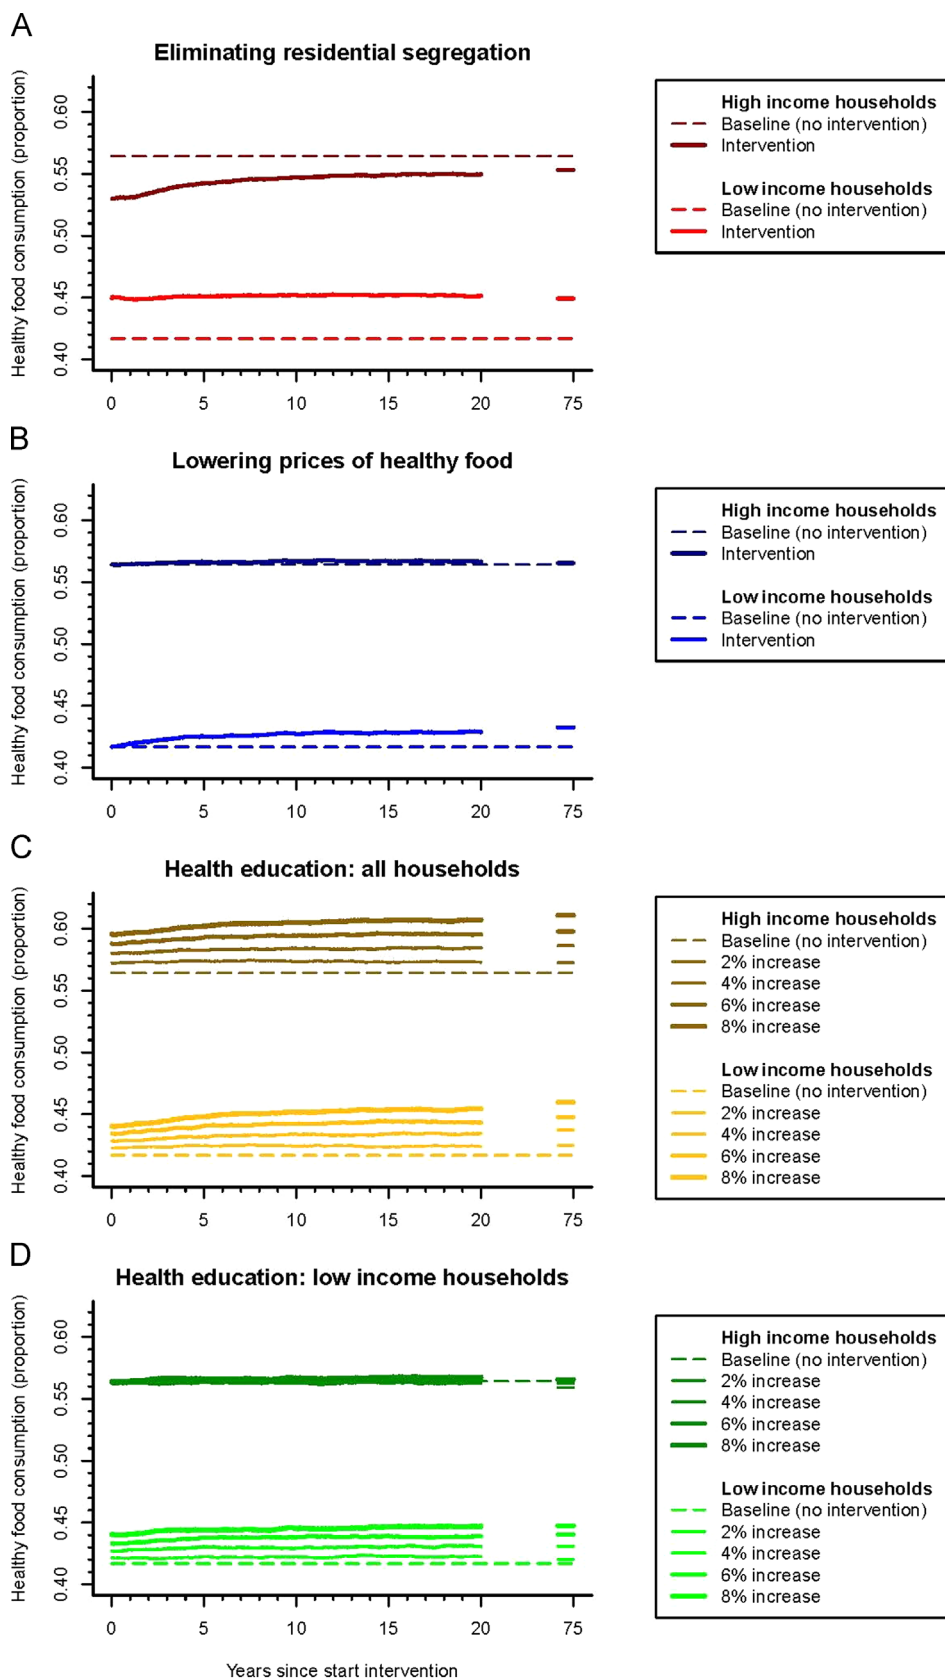 A
Eliminating residential segregation
Healthy food consumption (proportion)
0.60
0.55
0.50
0.45
0.40
0 5 10 15 20 75
High income households
Baseline (no intervention)
Intervention
Low income households
Baseline (no intervention)
Intervention
B
Lowering prices of healthy food
Healthy food consumption (proportion)
0.60
0.55
0.50
0.45
0.40
0 5 10 15 20 75
High income households
Baseline (no intervention)
Intervention
Low income households
Baseline (no intervention)
Intervention
C
Health education: all households
Healthy food consumption (proportion)
0.60
0.55
0.50
0.45
0.40
0 5 10 15 20 75
High income households
Baseline (no intervention)
2% increase
4% increase
6% increase
8% increase
Low income households
Baseline (no intervention)
2% increase
4% increase
6% increase
8% increase
D
Health education: low income households
Healthy food consumption (proportion)
0.60
0.55
0.50
0.45
0.40
0 5 10 15 20 75
Years since start intervention
High income households
Baseline (no intervention)
2% increase
4% increase
6% increase
8% increase
Low income households
Baseline (no intervention)
2% increase
4% increase
6% increase
8% increase